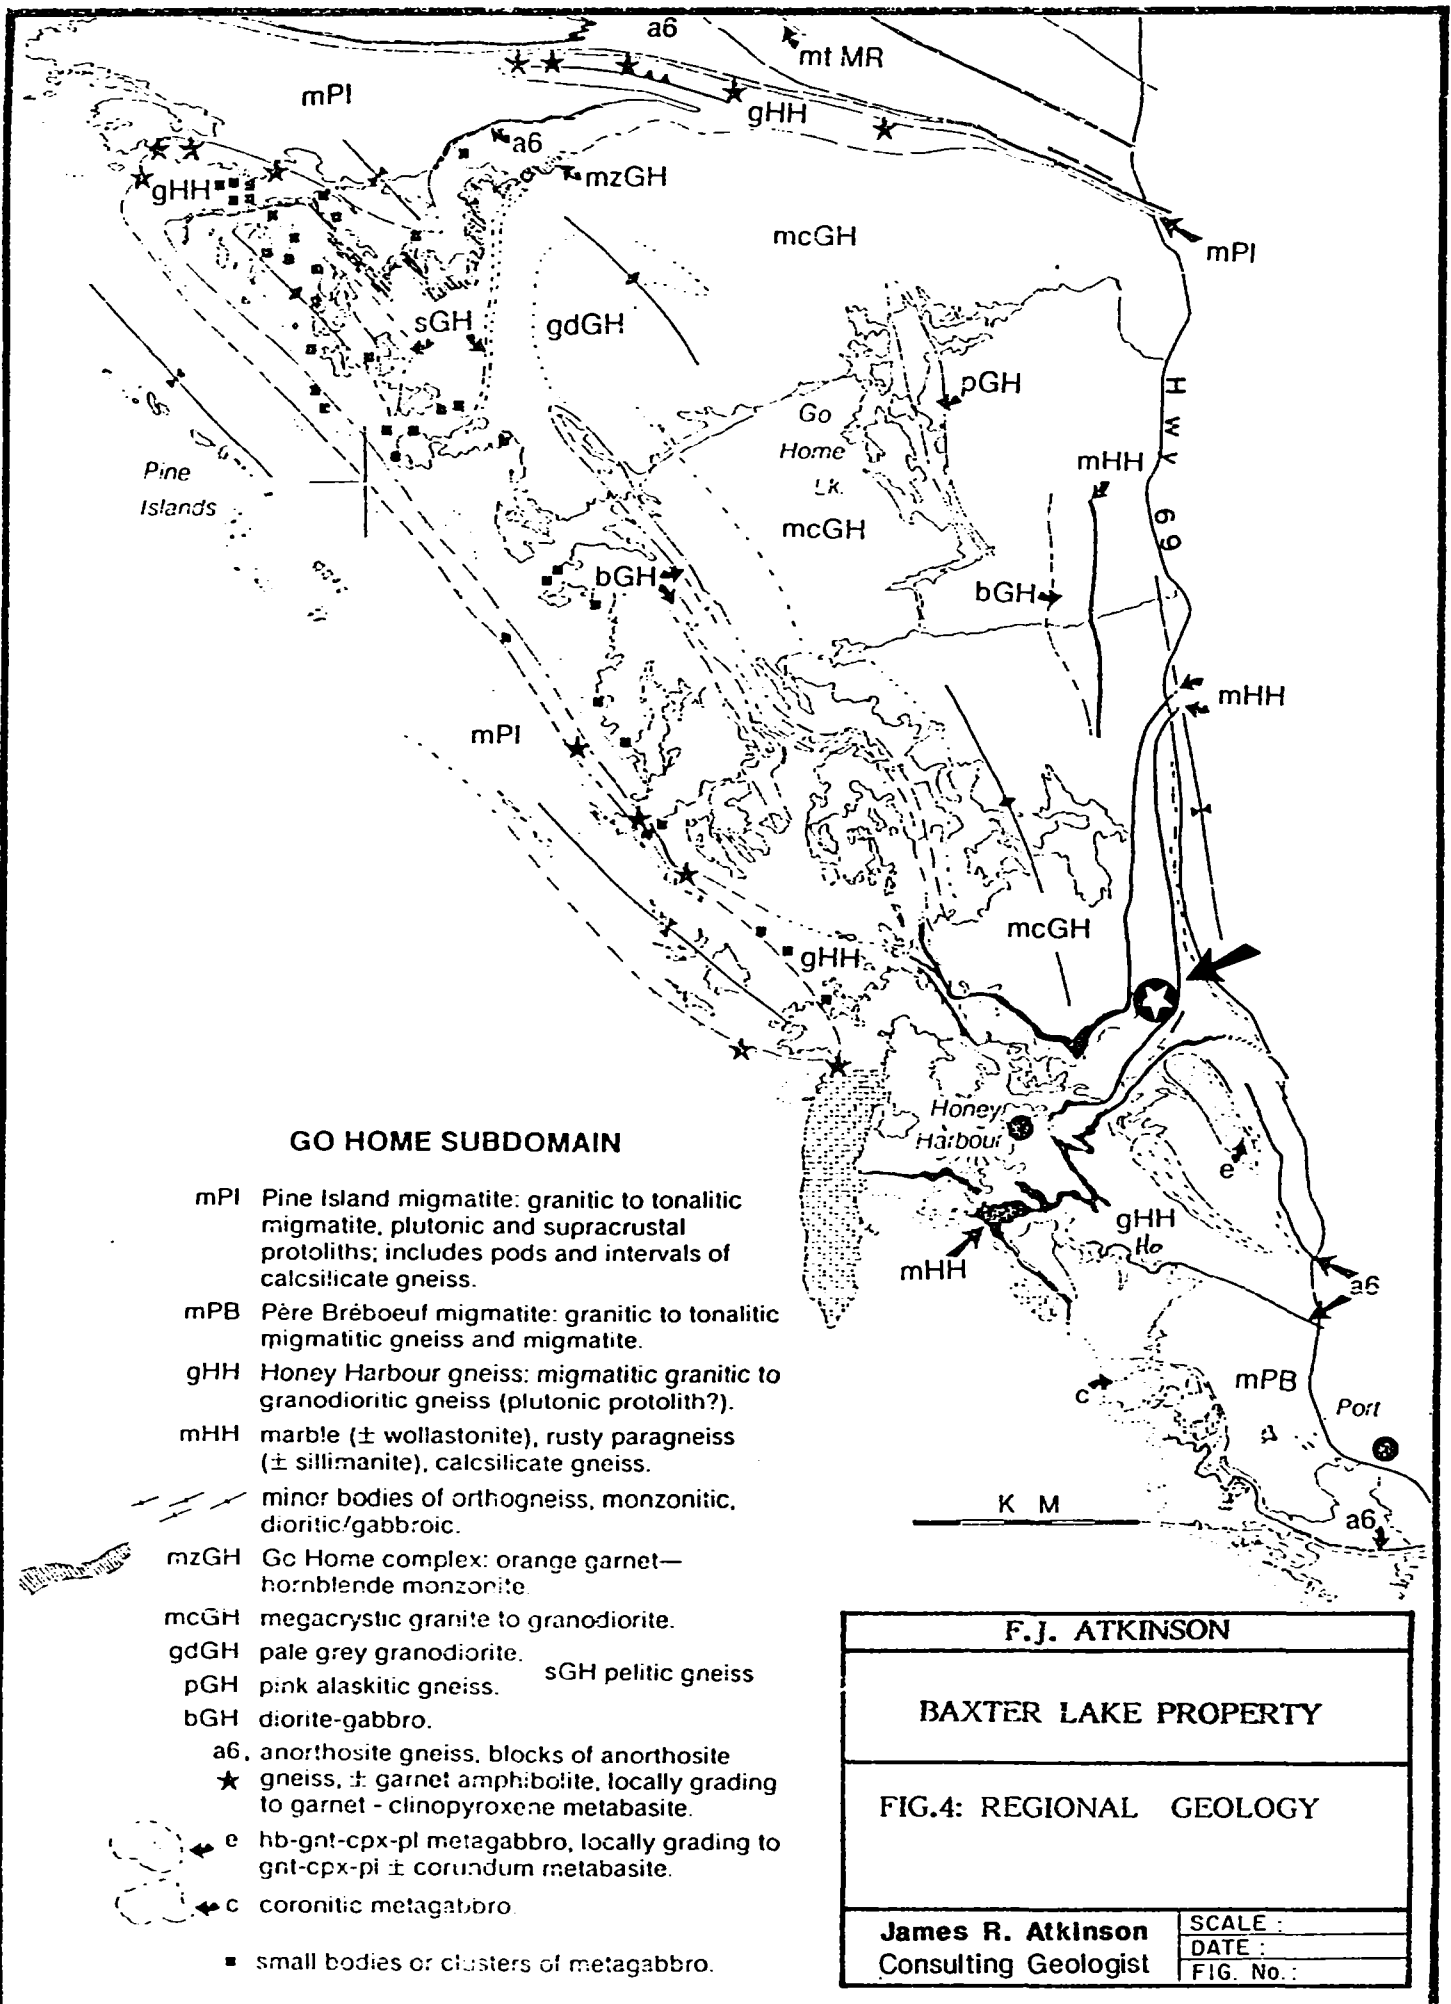 a6
mt MR
mPI
gHH
a6
mzGH
gHH
mcGH
mPI
sGH
gdGH
pGH
Go
Home
Lk.
Hwy 69
mHH
Pine
Islands
mcGH
bGH
bGH
mHH
mPI
mcGH
gHH
Honey
Harbour
e
gHH
Ho
mHH
a6
c
mPB
Port
K M
a6
GO HOME SUBDOMAIN
mPI Pine Island migmatite: granitic to tonalitic
migmatite, plutonic and supracrustal
protoliths; includes pods and intervals of
calcsilicate gneiss.
mPB Père Bréboeuf migmatite: granitic to tonalitic
migmatitic gneiss and migmatite.
gHH Honey Harbour gneiss: migmatitic granitic to
granodioritic gneiss (plutonic protolith?).
mHH marble (± wollastonite), rusty paragneiss
(± sillimanite), calcsilicate gneiss.
minor bodies of orthogneiss, monzonitic,
dioritic/gabbroic.
mzGH Go Home complex: orange garnet—
hornblende monzonite.
mcGH megacrystic granite to granodiorite.
gdGH pale grey granodiorite.
sGH pelitic gneiss
pGH pink alaskitic gneiss.
bGH diorite-gabbro.
a6, anorthosite gneiss, blocks of anorthosite
★ gneiss, ± garnet amphibolite, locally grading
to garnet - clinopyroxene metabasite.
e hb-gnt-cpx-pl metagabbro, locally grading to
gnt-cpx-pl ± corundum metabasite.
c coronitic metagabbro.
■ small bodies or clusters of metagabbro.
F.J. ATKINSON
BAXTER LAKE PROPERTY
FIG.4: REGIONAL GEOLOGY
James R. Atkinson
Consulting Geologist
SCALE :
DATE :
FIG. No.: